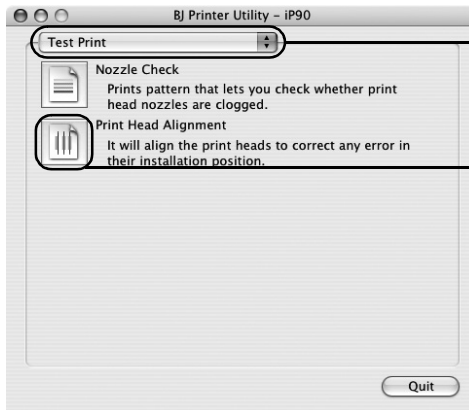 BJ Printer Utility – iP90
Test Print
Nozzle Check
Prints pattern that lets you check whether print
head nozzles are clogged.
Print Head Alignment
It will align the print heads to correct any error in
their installation position.
Quit